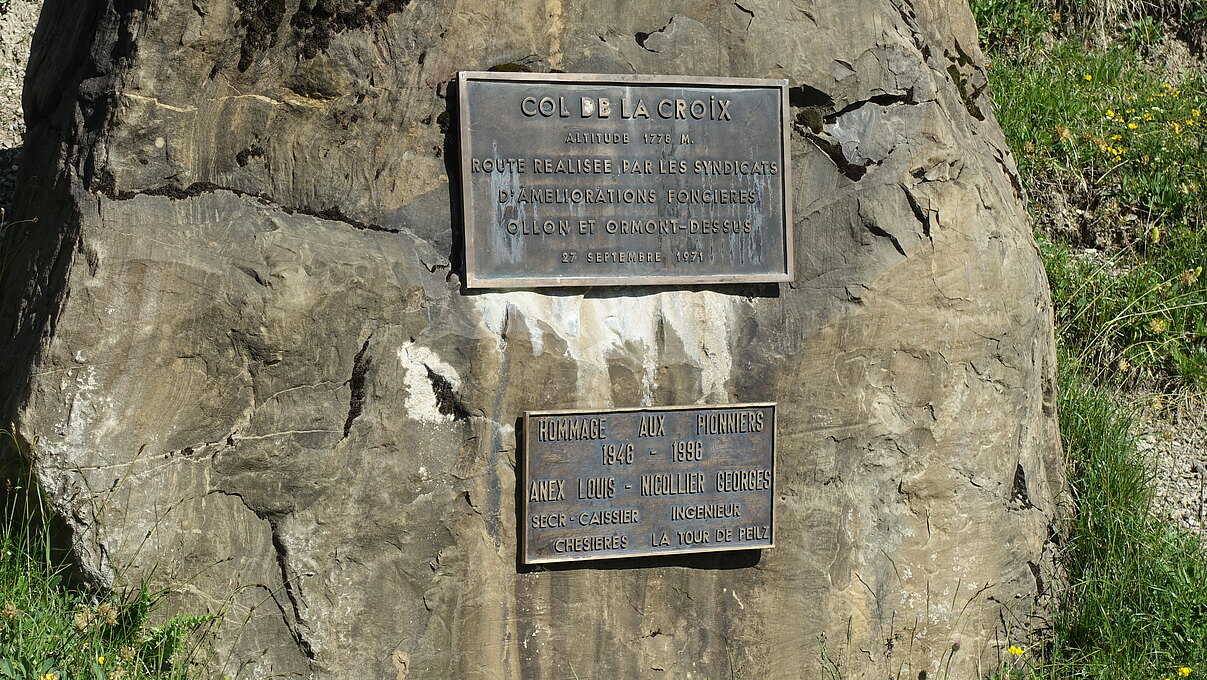 COL DE LA CROIX
ALTITUDE 1778 M.
ROUTE REALISEE PAR LES SYNDICATS
D'AMELIORATIONS FONCIERES
OLLON ET ORMONT-DESSUS
27 SEPTEMBRE 1971
HOMMAGE AUX PIONNIERS
1946 - 1996
ANEX LOUIS - NICOLLIER GEORGES
SECR-CAISSIER INGENIEUR
CHESIERES LA TOUR DE PEILZ